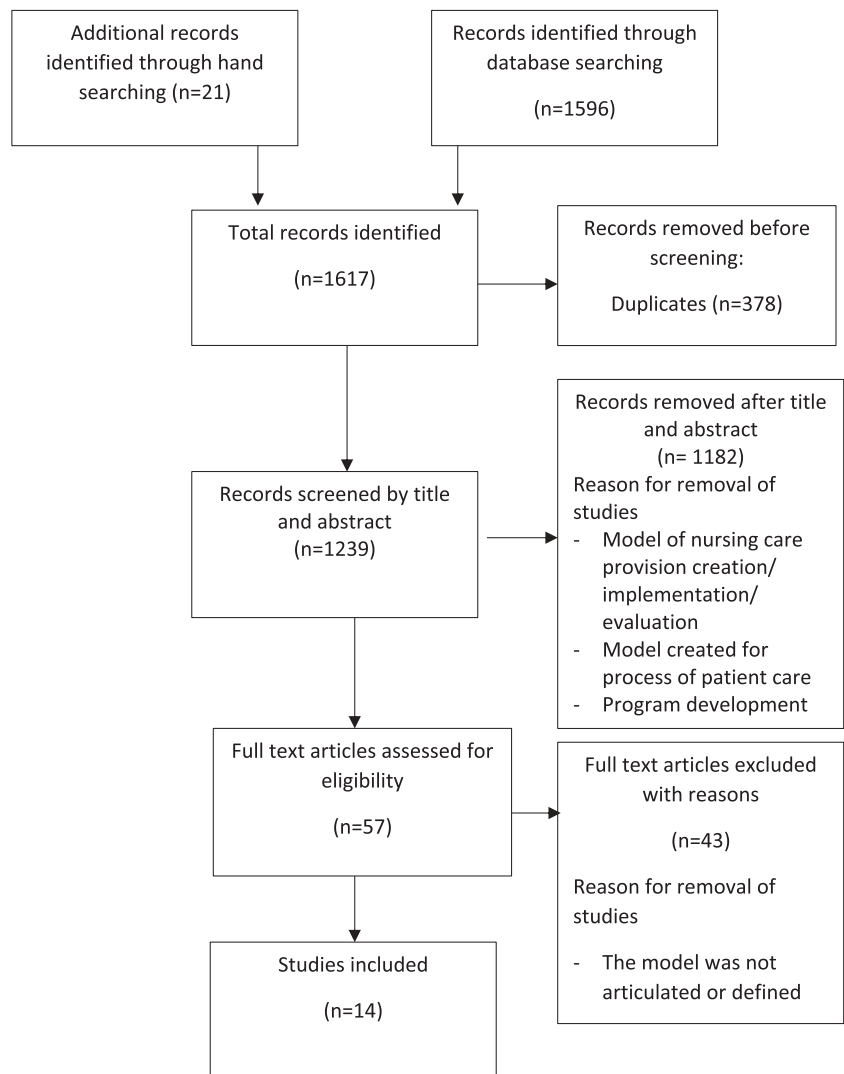 Additional records
identified through hand
searching (n=21)
Records identified through
database searching
(n=1596)
Total records identified
(n=1617)
Records removed before
screening:
Duplicates (n=378)
Records removed after title
and abstract
(n= 1182)
Reason for removal of
studies
- Model of nursing care
provision creation/
implementation/
evaluation
- Model created for
process of patient care
- Program development
Records screened by title
and abstract
(n=1239)
Full text articles assessed for
eligibility
(n=57)
Full text articles excluded
with reasons
(n=43)
Reason for removal of
studies
- The model was not
articulated or defined
Studies included
(n=14)